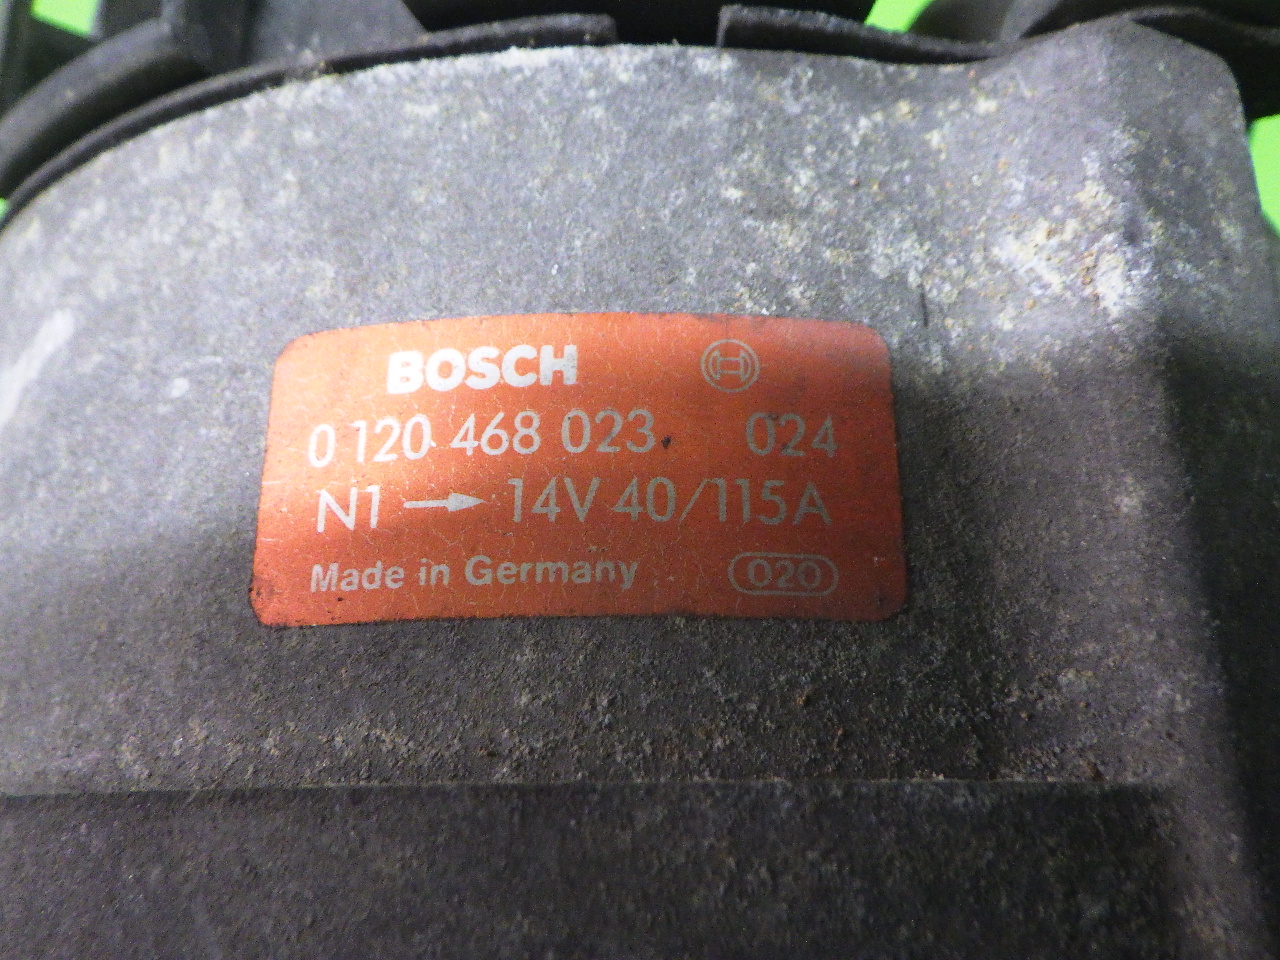 BOSCH
0 120 468 023 024
N1 → 14V 40/115A
Made in Germany 020